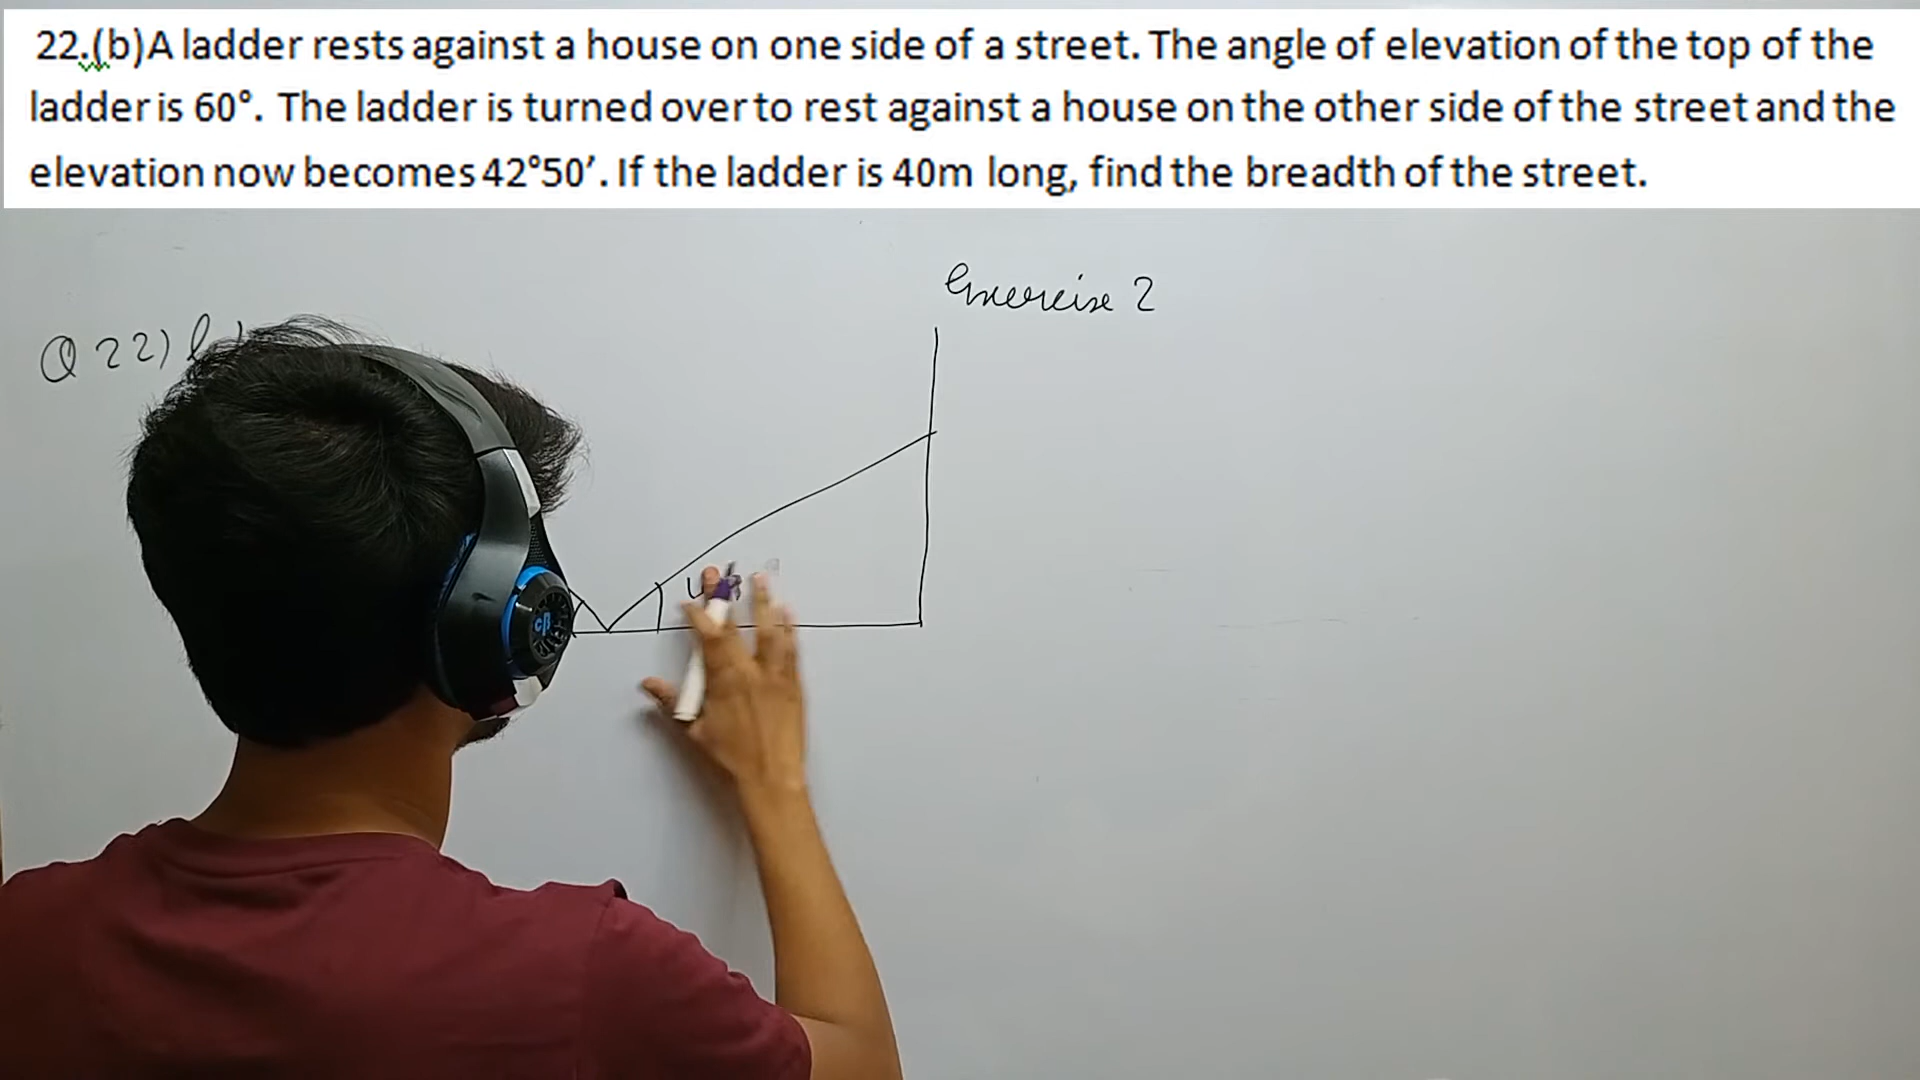 22.(b)A ladder rests against a house on one side of a street. The angle of elevation of the top of the
ladder is 60°. The ladder is turned over to rest against a house on the other side of the street and the
elevation now becomes 42°50′. If the ladder is 40m long, find the breadth of the street.
Exercise 2
Q 22)
cβ